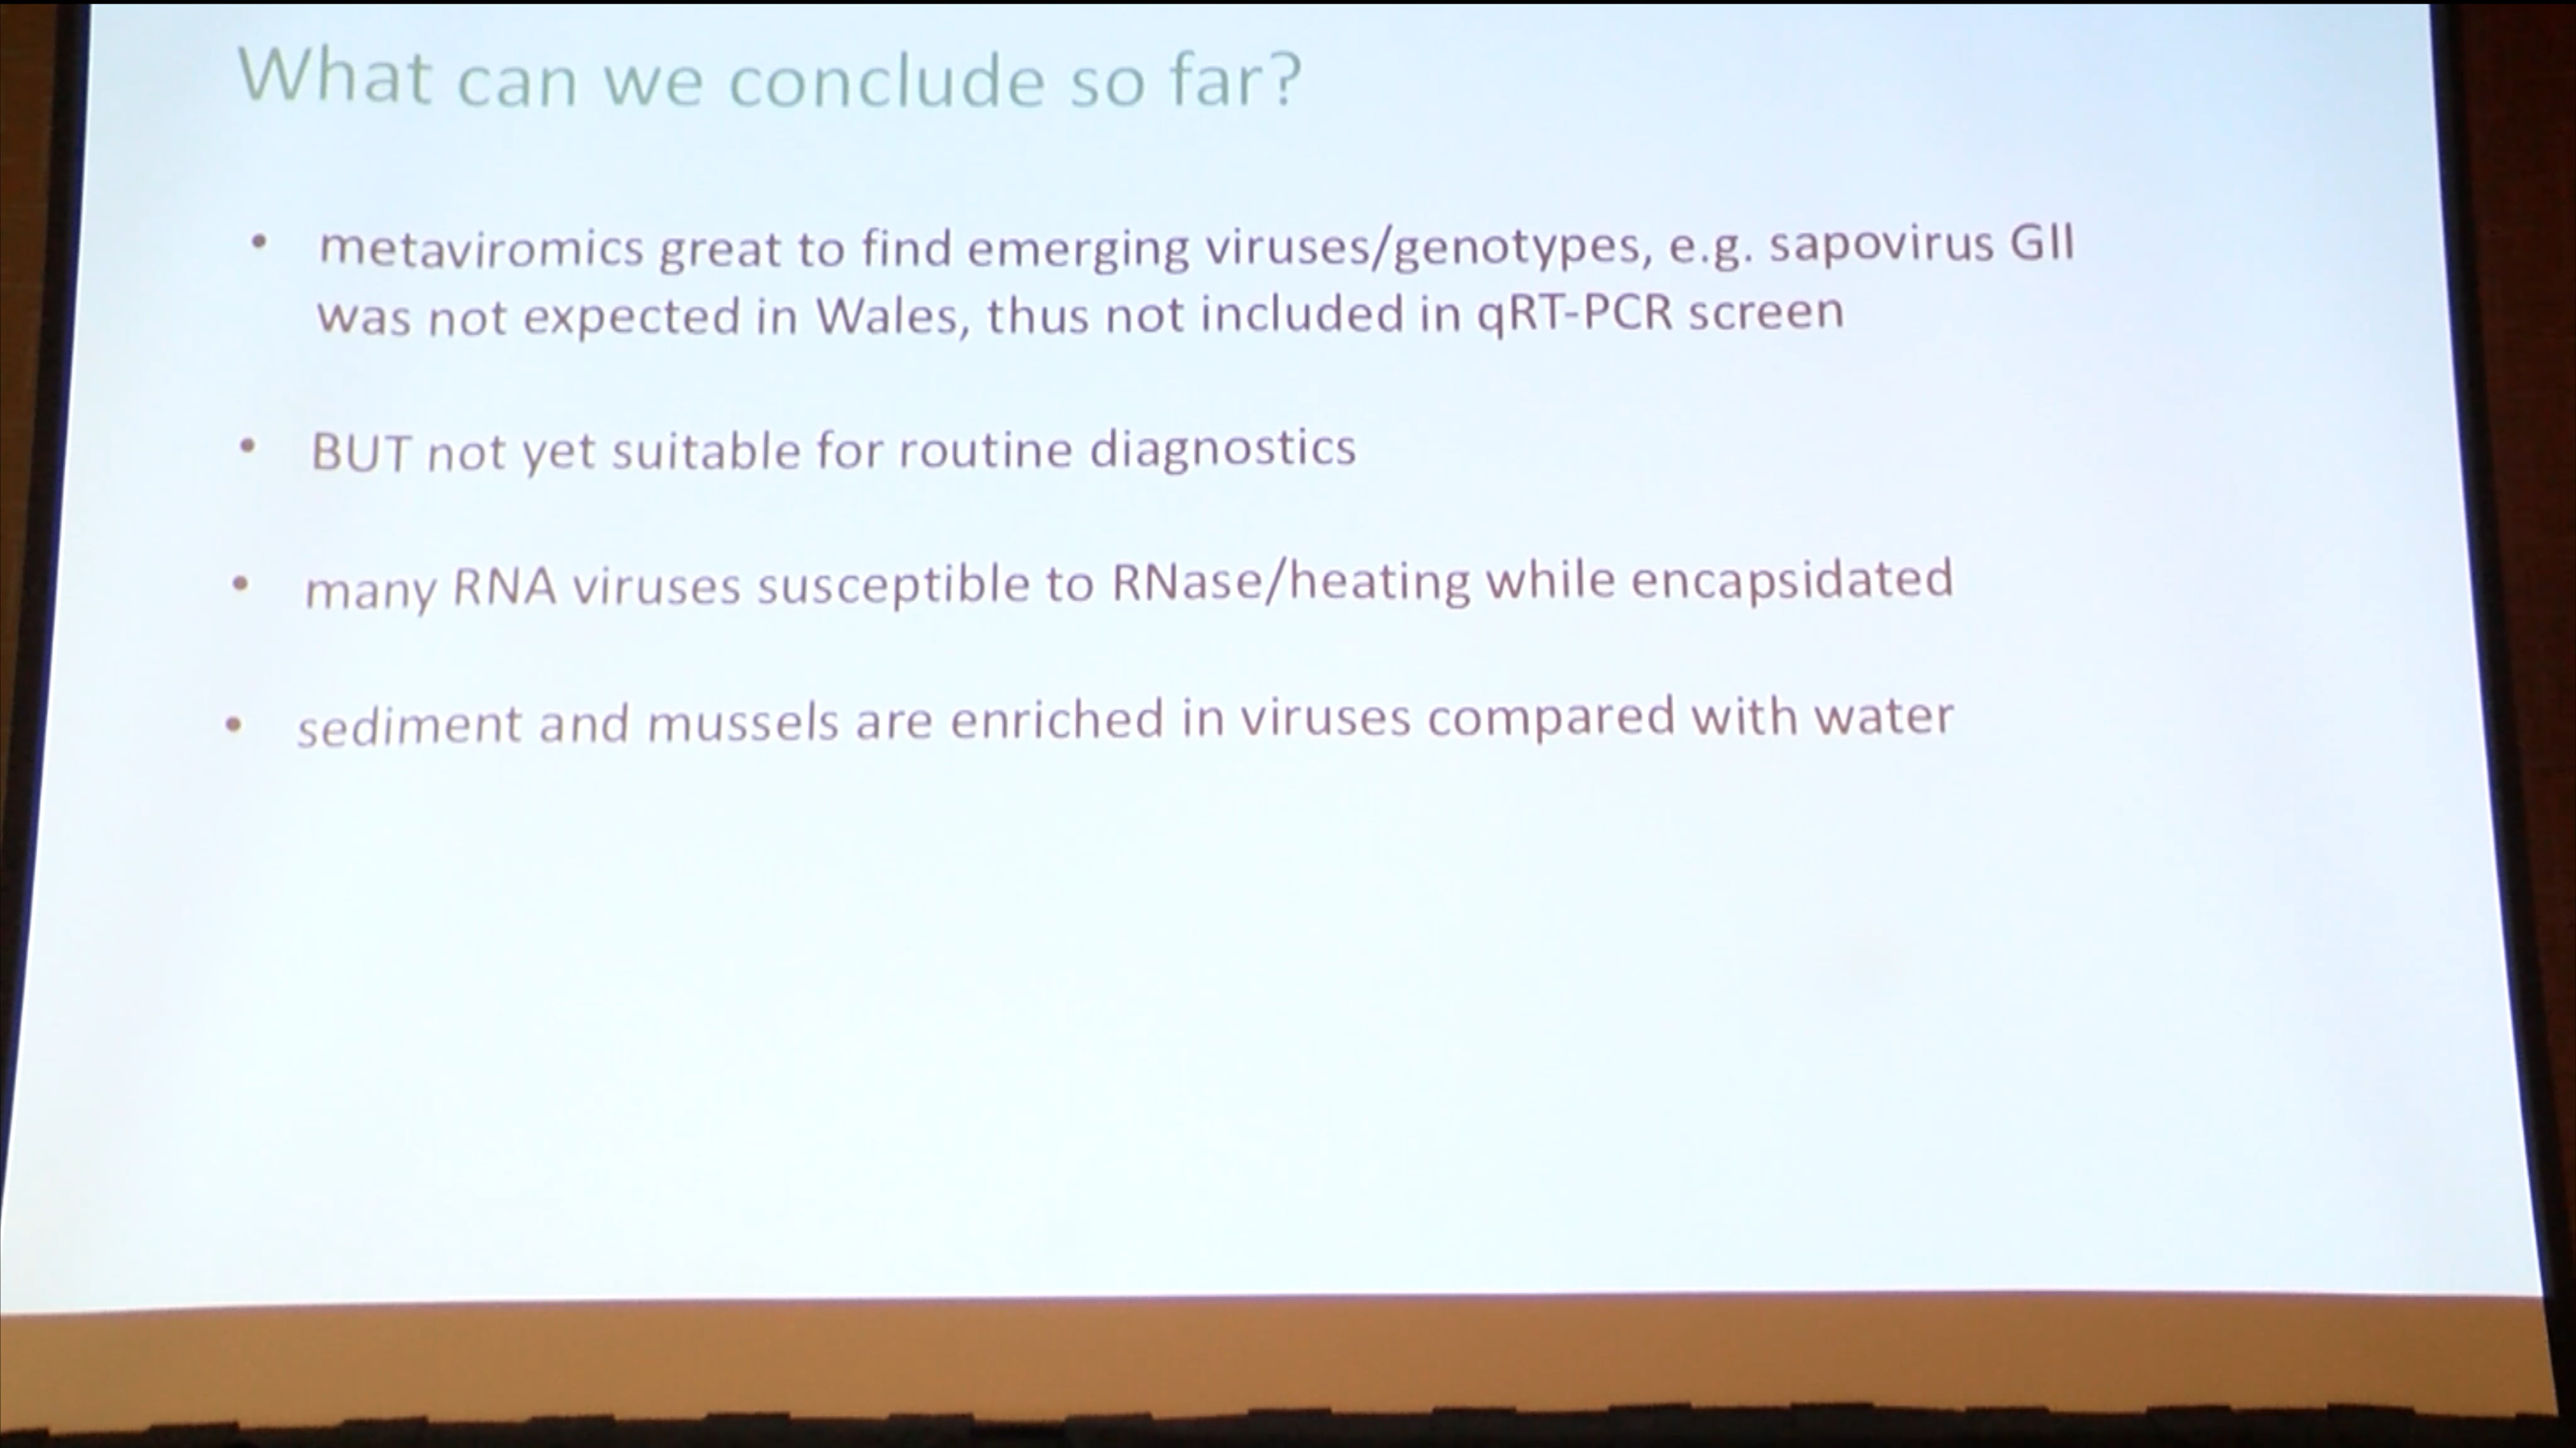 What can we conclude so far?
• metaviromics great to find emerging viruses/genotypes, e.g. sapovirus GII
was not expected in Wales, thus not included in qRT-PCR screen
• BUT not yet suitable for routine diagnostics
• many RNA viruses susceptible to RNase/heating while encapsidated
• sediment and mussels are enriched in viruses compared with water